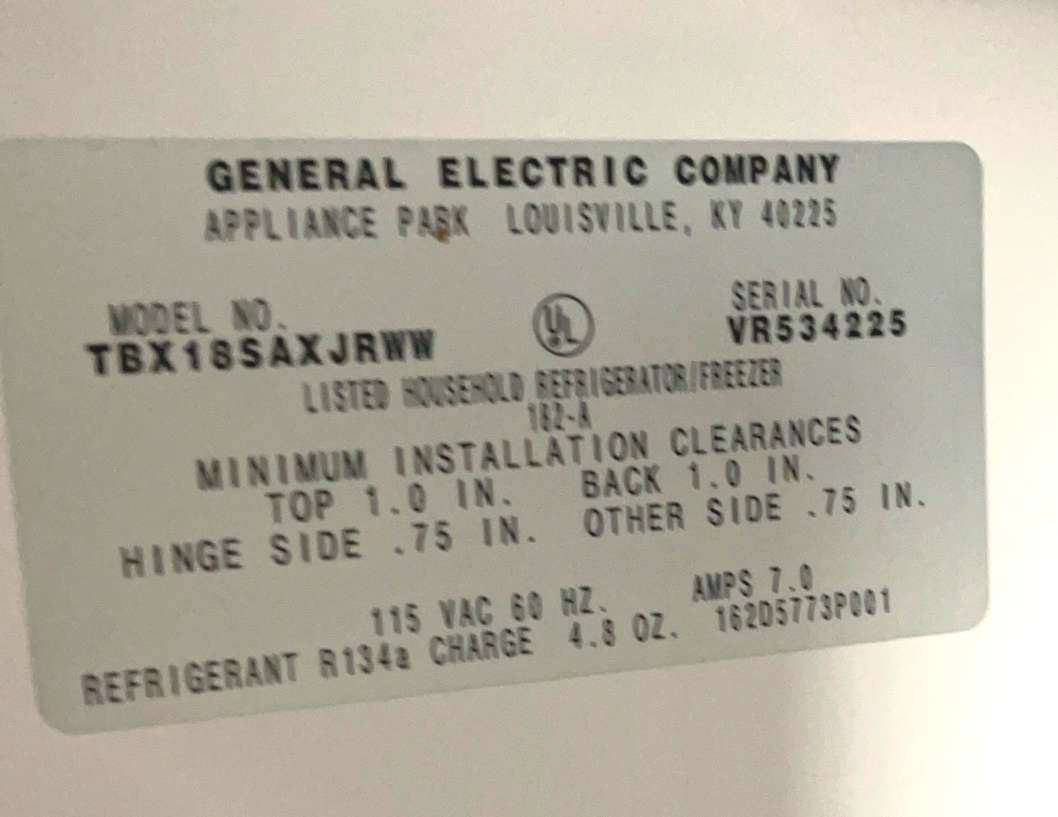 GENERAL ELECTRIC COMPANY
APPLIANCE PARK LOUISVILLE, KY 40225
MODEL NO. SERIAL NO.
TBX18SAXJRWW UL VR534225
LISTED HOUSEHOLD REFRIGERATOR/FREEZER
182-A
MINIMUM INSTALLATION CLEARANCES
TOP 1.0 IN. BACK 1.0 IN.
HINGE SIDE .75 IN. OTHER SIDE .75 IN.
115 VAC 60 HZ. AMPS 7.0
REFRIGERANT R134a CHARGE 4.8 OZ. 162D5773P001